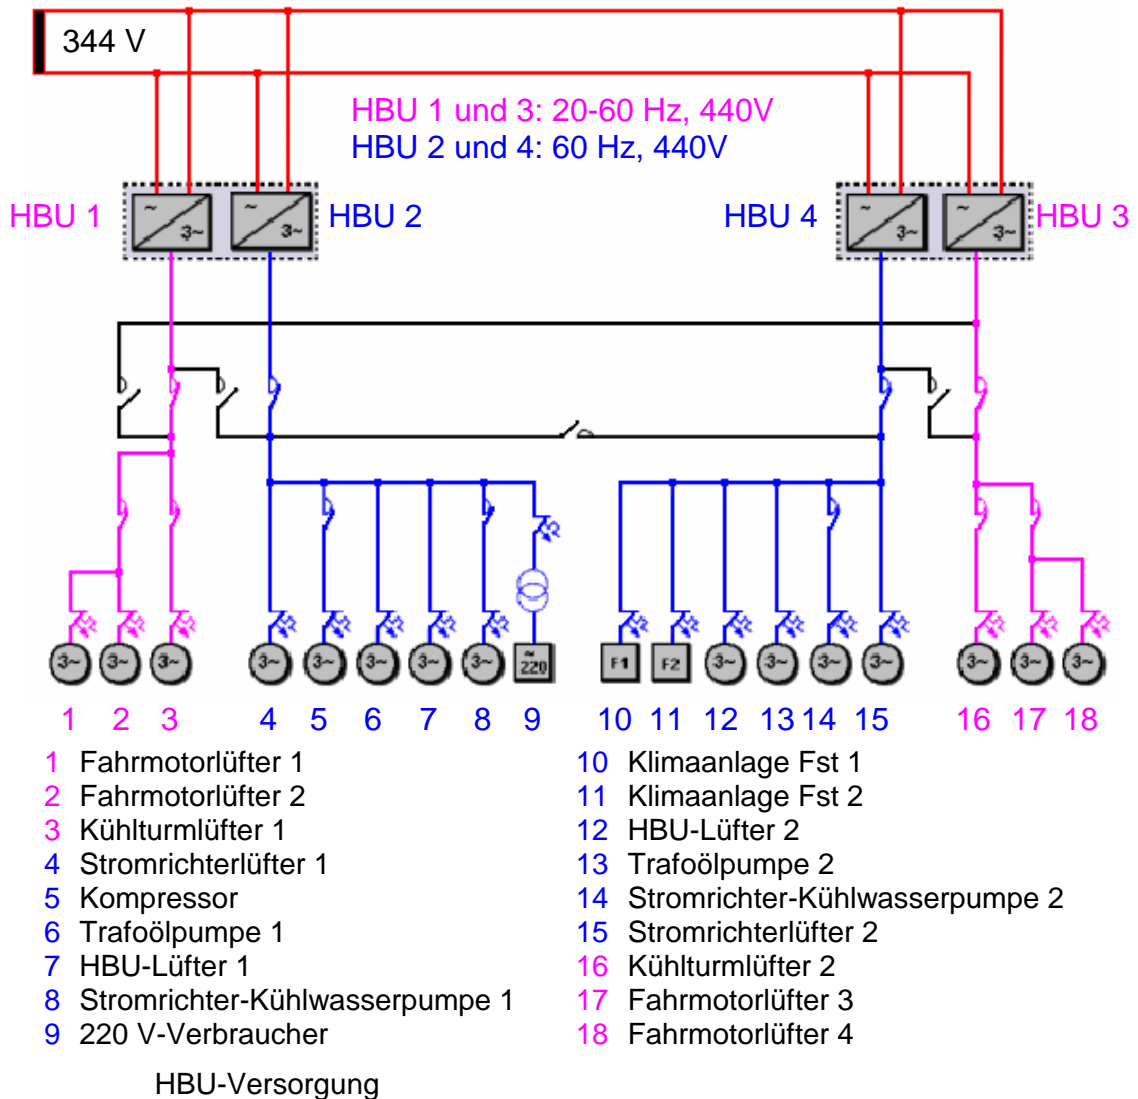 344 V
HBU 1 und 3: 20-60 Hz, 440V
HBU 2 und 4: 60 Hz, 440V
HBU 1
~
3~
~
3~
HBU 2
HBU 4
~
3~
~
3~
HBU 3
3~ 3~ 3~ 3~ 3~ 3~ 3~ 3~ ≈ 220 F1 F2 3~ 3~ 3~ 3~ 3~ 3~ 3~
1 2 3 4 5 6 7 8 9 10 11 12 13 14 15 16 17 18
1 Fahrmotorlüfter 1
2 Fahrmotorlüfter 2
3 Kühlturmlüfter 1
4 Stromrichterlüfter 1
5 Kompressor
6 Trafoölpumpe 1
7 HBU-Lüfter 1
8 Stromrichter-Kühlwasserpumpe 1
9 220 V-Verbraucher
10 Klimaanlage Fst 1
11 Klimaanlage Fst 2
12 HBU-Lüfter 2
13 Trafoölpumpe 2
14 Stromrichter-Kühlwasserpumpe 2
15 Stromrichterlüfter 2
16 Kühlturmlüfter 2
17 Fahrmotorlüfter 3
18 Fahrmotorlüfter 4
HBU-Versorgung